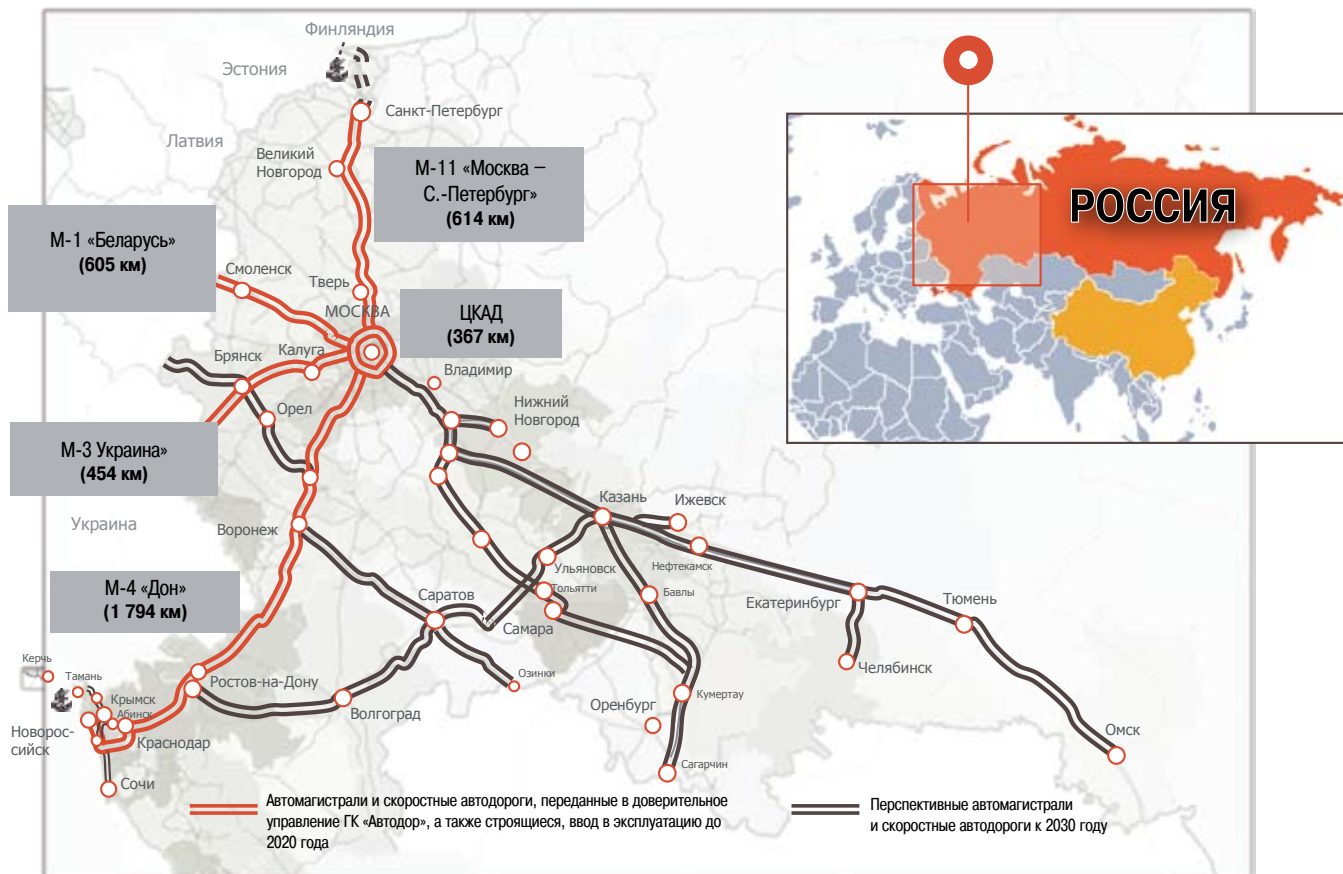 Финляндия
Эстония
Санкт-Петербург
Латвия
Великий
Новгород
М-11 «Москва –
С.-Петербург»
(614 км)
РОССИЯ
М-1 «Беларусь»
(605 км)
Смоленск
Тверь
МОСКВА
ЦКАД
(367 км)
Брянск
Калуга
Владимир
Орел
Нижний
Новгород
М-3 Украина»
(454 км)
Казань
Ижевск
Украина
Воронеж
Ульяновск
Нефтекамск
Тольятти
Бавлы
М-4 «Дон»
(1 794 км)
Саратов
Самара
Екатеринбург
Тюмень
Керчь
Тамань
Озинки
Челябинск
Ростов-на-Дону
Крымск
Абинск
Волгоград
Оренбург
Кумертау
Новорос-
сийск
Краснодар
Омск
Сагарчин
Сочи
Автомагистрали и скоростные автодороги, переданные в доверительное
управление ГК «Автодор», а также строящиеся, ввод в эксплуатацию до
2020 года
Перспективные автомагистрали
и скоростные автодороги к 2030 году